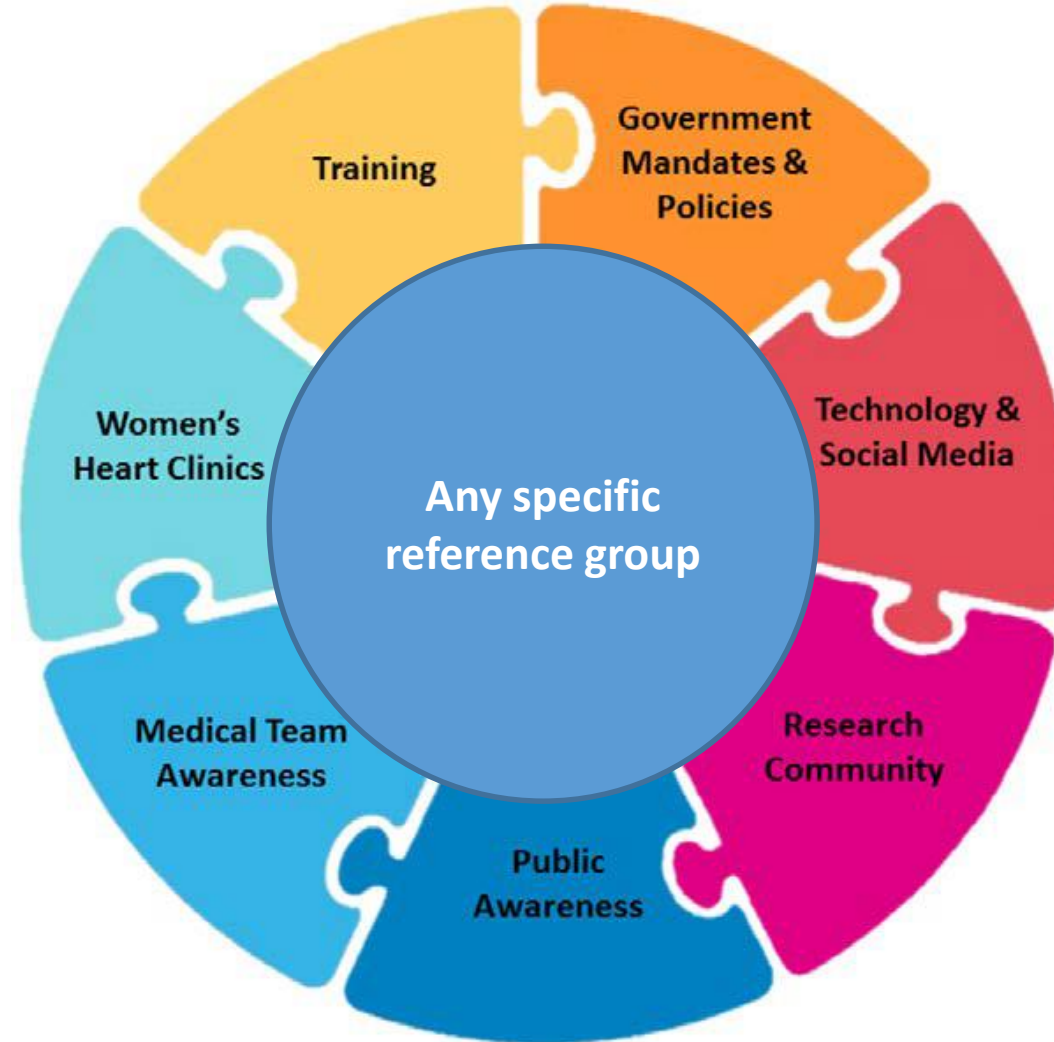 Training
Government
Mandates &
Policies
Technology &
Social Media
Research
Community
Public
Awareness
Medical Team
Awareness
Women's
Heart Clinics
Any specific
reference group